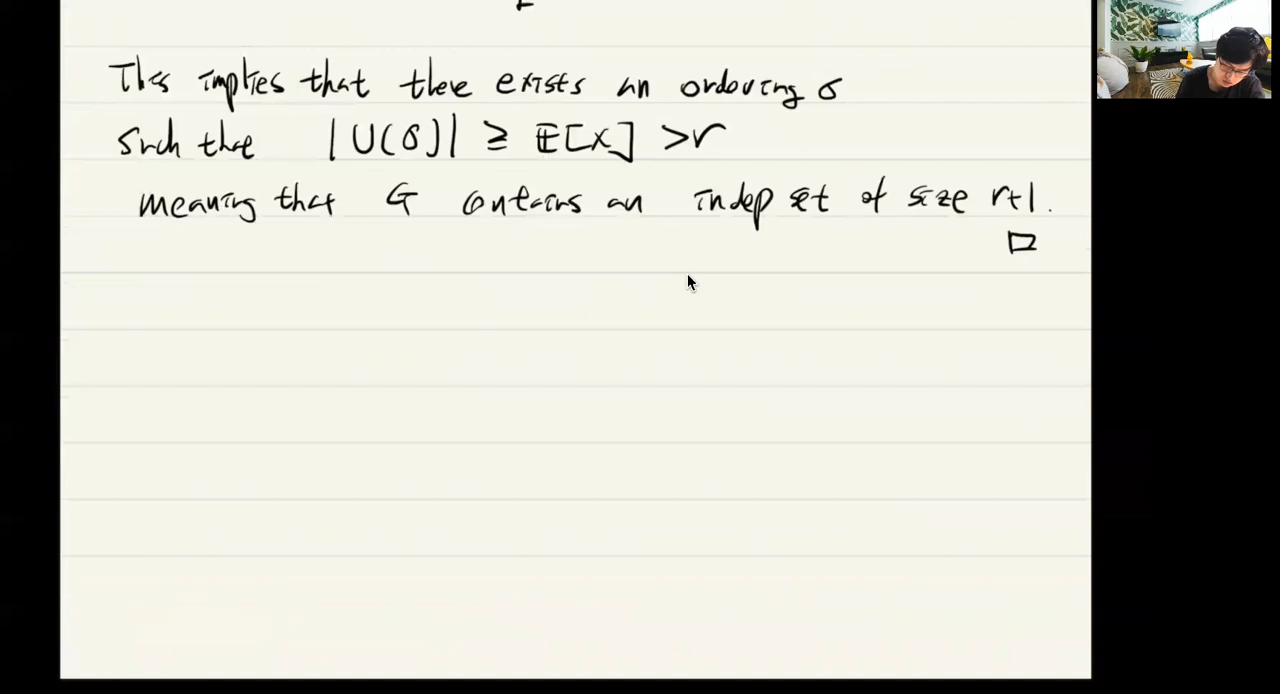 This implies that there exists an ordering σ
such that |U(σ)| ≥ 𝔼[X] > r
meaning that G contains an indep set of size r+1.
□